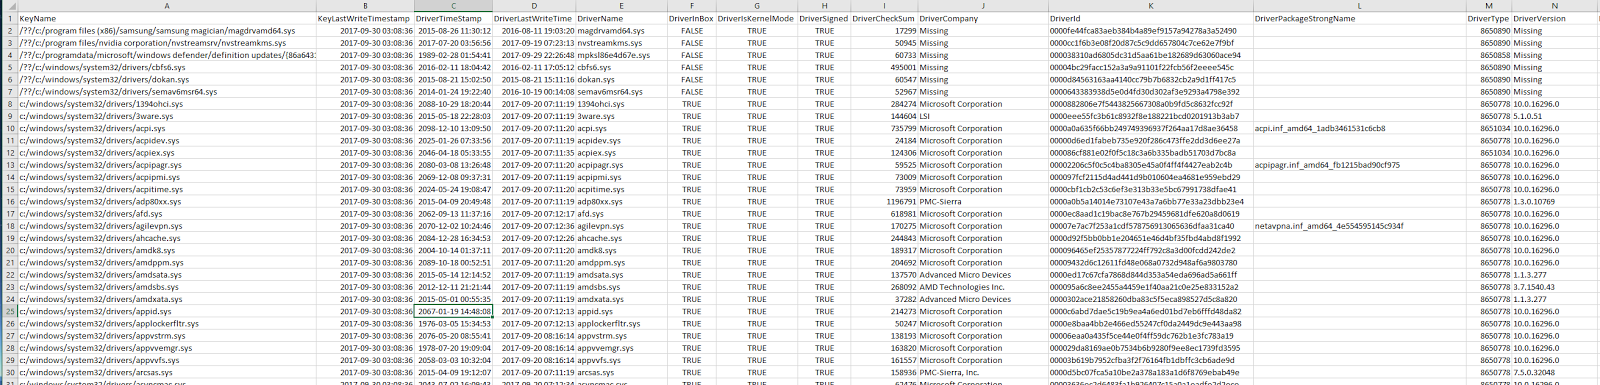 A B C D E F G H I J K L M N
1 KeyName KeyLastWriteTimestamp DriverTimeStamp DriverLastWriteTime DriverName DriverInBox DriverIsKernelMode DriverSigned DriverCheckSum DriverCompany DriverId DriverPackageStrongName DriverType DriverVersion
2 /??/c:/program files (x86)/samsung/samsung magician/magdrvamd64.sys 2017-09-30 03:08:36 2015-08-26 11:30:12 2016-08-11 19:03:20 magdrvamd64.sys FALSE TRUE TRUE 17299 Missing 0000fe44fca83aeb384b4a89ef9157a94278a3a52490 8650890 Missing
3 /??/c:/program files/nvidia corporation/nvstreamsrv/nvstreamkms.sys 2017-09-30 03:08:36 2017-07-20 03:56:56 2017-09-19 07:23:13 nvstreamkms.sys FALSE TRUE TRUE 50945 Missing 0000cc1f6b3e08f20d87c5c9dd657804c7ce62e7f9bf 8650890 Missing
4 /??/c:/programdata/microsoft/windows defender/definition updates/{86a643 2017-09-30 03:08:36 1989-02-28 01:54:41 2017-09-29 22:26:48 mpksl86e4d67e.sys FALSE TRUE TRUE 60733 Missing 000038310ad6805dc31d5aa61be182689d63060ace94 8650858 Missing
5 /??/c:/windows/system32/drivers/cbfs6.sys 2017-09-30 03:08:36 2016-02-11 18:04:42 2016-02-11 17:05:12 cbfs6.sys FALSE TRUE TRUE 495001 Missing 00004bc29facc152a3a9a91101f22fcb56f2eeee545c 8650890 Missing
6 /??/c:/windows/system32/drivers/dokan.sys 2017-09-30 03:08:36 2015-08-21 15:02:50 2015-08-21 15:11:16 dokan.sys FALSE TRUE TRUE 60547 Missing 0000d84563163aa4140cc79b7b6832cb2a9d1ff417c5 8650890 Missing
7 /??/c:/windows/system32/drivers/semav6msr64.sys 2017-09-30 03:08:36 2014-01-24 19:22:40 2016-10-19 00:14:08 semav6msr64.sys FALSE TRUE TRUE 52967 Missing 0000643383938d5e0d4fd30d302af3e9293a4798e392 8650890 Missing
8 c:/windows/system32/drivers/1394ohci.sys 2017-09-30 03:08:36 2088-10-29 18:20:44 2017-09-20 07:11:19 1394ohci.sys TRUE TRUE TRUE 284274 Microsoft Corporation 0000882806e7f5443825667308a0b9fd5c8632fcc92f 8650778 10.0.16296.0
9 c:/windows/system32/drivers/3ware.sys 2017-09-30 03:08:36 2015-05-18 22:28:03 2017-09-20 07:11:19 3ware.sys TRUE TRUE TRUE 144604 LSI 0000eee55fc3b61c8932f8e188221bcd0201913b3ab7 8650778 5.1.0.51
10 c:/windows/system32/drivers/acpi.sys 2017-09-30 03:08:36 2098-12-10 13:09:50 2017-09-20 07:11:20 acpi.sys TRUE TRUE TRUE 735799 Microsoft Corporation 0000a0a635f66bb249749396937f264aa17d8ae36458 acpi.inf_amd64_1adb3461531c6cb8 8651034 10.0.16296.0
11 c:/windows/system32/drivers/acpidev.sys 2017-09-30 03:08:36 2025-01-26 07:33:56 2017-09-20 07:11:19 acpidev.sys TRUE TRUE TRUE 24184 Microsoft Corporation 0000d6ed1fabeb735e920f286c473ffe2dd3d6ee27a 8650778 10.0.16296.0
12 c:/windows/system32/drivers/acpiex.sys 2017-09-30 03:08:36 2046-04-18 05:33:55 2017-09-20 07:11:35 acpiex.sys TRUE TRUE TRUE 124306 Microsoft Corporation 000086cf881e02f0f5c18c3a6b335badb51703d7bc8a 8651034 10.0.16296.0
13 c:/windows/system32/drivers/acpipagr.sys 2017-09-30 03:08:36 2080-03-08 13:26:48 2017-09-20 07:11:20 acpipagr.sys TRUE TRUE TRUE 59525 Microsoft Corporation 00002206c5f0c5c4ba8305e45a0f4ff4f4427eab2c4b acpipagr.inf_amd64_fb1215bad90cf975 8650778 10.0.16296.0
14 c:/windows/system32/drivers/acpipmi.sys 2017-09-30 03:08:36 2069-12-08 09:37:31 2017-09-20 07:11:19 acpipmi.sys TRUE TRUE TRUE 73009 Microsoft Corporation 000097fcf2115d4ad441d9b010604ea4681e959ebd29 8650778 10.0.16296.0
15 c:/windows/system32/drivers/acpitime.sys 2017-09-30 03:08:36 2024-05-24 19:08:47 2017-09-20 07:11:20 acpitime.sys TRUE TRUE TRUE 73959 Microsoft Corporation 0000cbf1cb2c53c6ef3e313b33e5bc67991738dfae41 8650778 10.0.16296.0
16 c:/windows/system32/drivers/adp80xx.sys 2017-09-30 03:08:36 2015-04-09 20:49:48 2017-09-20 07:11:19 adp80xx.sys TRUE TRUE TRUE 1196791 PMC-Sierra 0000a0b5a14014e73107e43a7a6bb77e33a23dbb23e4 8650778 1.3.0.10769
17 c:/windows/system32/drivers/afd.sys 2017-09-30 03:08:36 2062-09-13 11:37:16 2017-09-20 07:12:17 afd.sys TRUE TRUE TRUE 618981 Microsoft Corporation 0000ec8aad1c19bac8e767b29459681dfe620a8d0619 8650778 10.0.16296.0
18 c:/windows/system32/drivers/agilevpn.sys 2017-09-30 03:08:36 2070-12-02 10:24:46 2017-09-20 07:12:36 agilevpn.sys TRUE TRUE TRUE 170275 Microsoft Corporation 00007e7ac7f253a1cdf578756913065636dfaa31ca40 netavpna.inf_amd64_4e554595145c934f 8650778 10.0.16296.0
19 c:/windows/system32/drivers/ahcache.sys 2017-09-30 03:08:36 2084-12-28 16:34:53 2017-09-20 07:12:26 ahcache.sys TRUE TRUE TRUE 244843 Microsoft Corporation 0000d92f5bb0bb1e204651e46d4bf35fbd4abd8f1992 8650778 10.0.16296.0
20 c:/windows/system32/drivers/amdk8.sys 2017-09-30 03:08:36 2004-10-14 01:37:11 2017-09-20 07:11:20 amdk8.sys TRUE TRUE TRUE 189317 Microsoft Corporation 000096465ef25357877224ff792c8a3d00fcdd242de2 8650778 10.0.16296.0
21 c:/windows/system32/drivers/amdppm.sys 2017-09-30 03:08:36 2089-10-18 00:52:51 2017-09-20 07:11:20 amdppm.sys TRUE TRUE TRUE 204692 Microsoft Corporation 00009432d6c12611fd48e068a0732d948af6a9803780 8650778 10.0.16296.0
22 c:/windows/system32/drivers/amdsata.sys 2017-09-30 03:08:36 2015-05-14 12:14:52 2017-09-20 07:11:19 amdsata.sys TRUE TRUE TRUE 137570 Advanced Micro Devices 0000ed17c67cfa7868d844d353a54eda696ad5a661ff 8650778 1.1.3.277
23 c:/windows/system32/drivers/amdsbs.sys 2017-09-30 03:08:36 2012-12-11 21:21:44 2017-09-20 07:11:19 amdsbs.sys TRUE TRUE TRUE 268092 AMD Technologies Inc. 000095a6c8ee2455a4459e1f40aa21c0e25e833152a2 8650778 3.7.1540.43
24 c:/windows/system32/drivers/amdxata.sys 2017-09-30 03:08:36 2015-05-01 00:55:35 2017-09-20 07:11:19 amdxata.sys TRUE TRUE TRUE 37282 Advanced Micro Devices 0000302ace21858260dba83c5f5eca898527d5c8a820 8650778 1.1.3.277
25 c:/windows/system32/drivers/appid.sys 2017-09-30 03:08:36 2067-01-19 14:48:08 2017-09-20 07:12:13 appid.sys TRUE TRUE TRUE 214273 Microsoft Corporation 0000c6abd7dae5c19b9ea4a6ed01bd7eb6fffd48da82 8650778 10.0.16296.0
26 c:/windows/system32/drivers/applockerfltr.sys 2017-09-30 03:08:36 1976-03-05 15:34:53 2017-09-20 07:12:13 applockerfltr.sys TRUE TRUE TRUE 50247 Microsoft Corporation 0000e8baa4bb2e466ed55247cf0da2449dc9e443aa98 8650778 10.0.16296.0
27 c:/windows/system32/drivers/appvstrm.sys 2017-09-30 03:08:36 2076-05-20 08:55:41 2017-09-20 08:16:14 appvstrm.sys TRUE TRUE TRUE 138193 Microsoft Corporation 00006eaa0a435f5ce44e0f4ff59dc762b1e3fc783a19 8650778 10.0.16296.0
28 c:/windows/system32/drivers/appvvemgr.sys 2017-09-30 03:08:36 1978-07-20 19:09:04 2017-09-20 08:16:14 appvvemgr.sys TRUE TRUE TRUE 163820 Microsoft Corporation 000029da8169ae0b7534b6b9280f9ee8ec1739fd3595 8650778 10.0.16296.0
29 c:/windows/system32/drivers/appvvfs.sys 2017-09-30 03:08:36 2058-03-03 10:32:04 2017-09-20 08:16:14 appvvfs.sys TRUE TRUE TRUE 161557 Microsoft Corporation 00003b619b7952cfba3f2f76164fb1dbffc3cb6ade9d 8650778 10.0.16296.0
30 c:/windows/system32/drivers/arcsas.sys 2017-09-30 03:08:36 2015-04-09 19:12:07 2017-09-20 07:11:19 arcsas.sys TRUE TRUE TRUE 158936 PMC-Sierra, Inc. 0000d5bc07fca5a10be2a378a183a1d6f8769ebab49e 8650778 7.5.0.32048